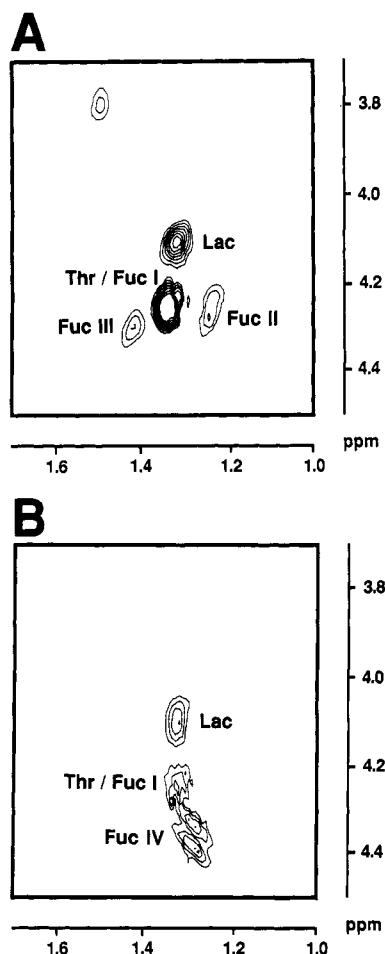 A
3.8
4.0
Lac
Thr / Fuc I
4.2
Fuc III
Fuc II
4.4
ppm
1.6 1.4 1.2 1.0
B
3.8
4.0
Lac
4.2
Thr / Fuc I
Fuc IV
4.4
ppm
1.6 1.4 1.2 1.0